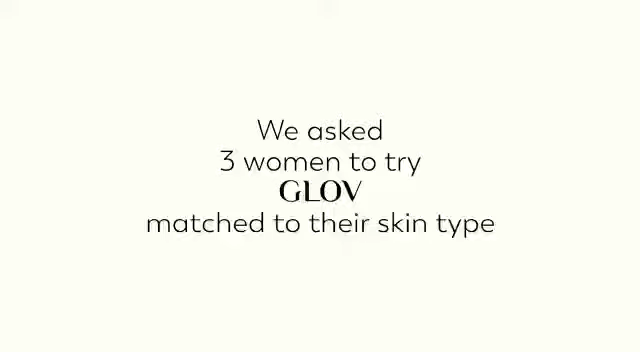 We asked
3 women to try
GLOV
matched to their skin type